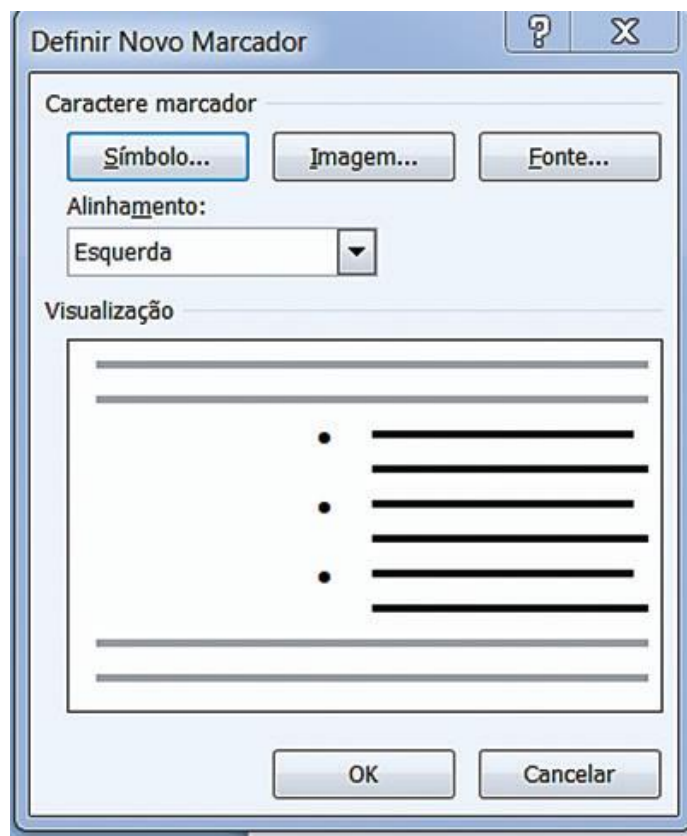 Definir Novo Marcador
Caractere marcador
Símbolo... Imagem... Fonte...
Alinhamento:
Esquerda
Visualização
OK Cancelar